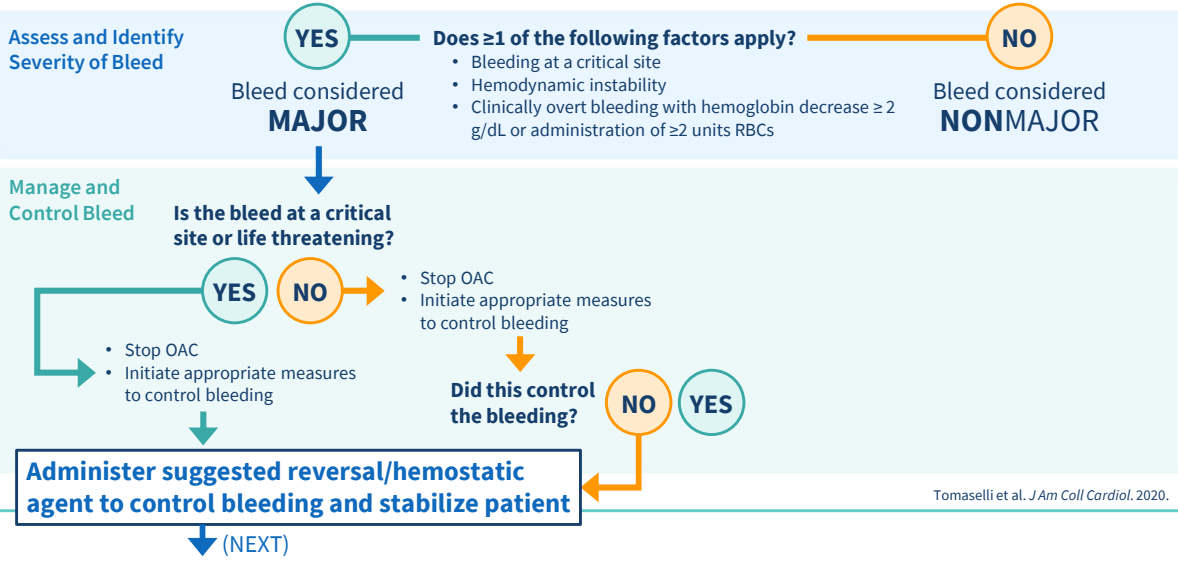 Assess and Identify
Severity of Bleed
YES
Does ≥1 of the following factors apply?
NO
• Bleeding at a critical site
• Hemodynamic instability
• Clinically overt bleeding with hemoglobin decrease ≥ 2
g/dL or administration of ≥2 units RBCs
Bleed considered
MAJOR
Bleed considered
NONMAJOR
Manage and
Control Bleed
Is the bleed at a critical
site or life threatening?
YES
NO
• Stop OAC
• Initiate appropriate measures
to control bleeding
• Stop OAC
• Initiate appropriate measures
to control bleeding
Did this control
the bleeding?
NO
YES
Administer suggested reversal/hemostatic
agent to control bleeding and stabilize patient
Tomaselli et al. J Am Coll Cardiol. 2020.
(NEXT)